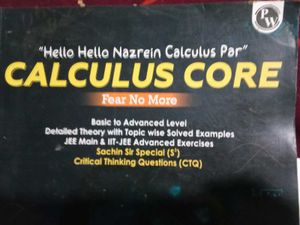 PW
"Hello Hello Nazrein Calculus Par"
CALCULUS CORE
Fear No More
Basic to Advanced Level
Detailed Theory with Topic wise Solved Examples
JEE Main & IIT-JEE Advanced Exercises
Sachin Sir Special (S³)
Critical Thinking Questions (CTQ)